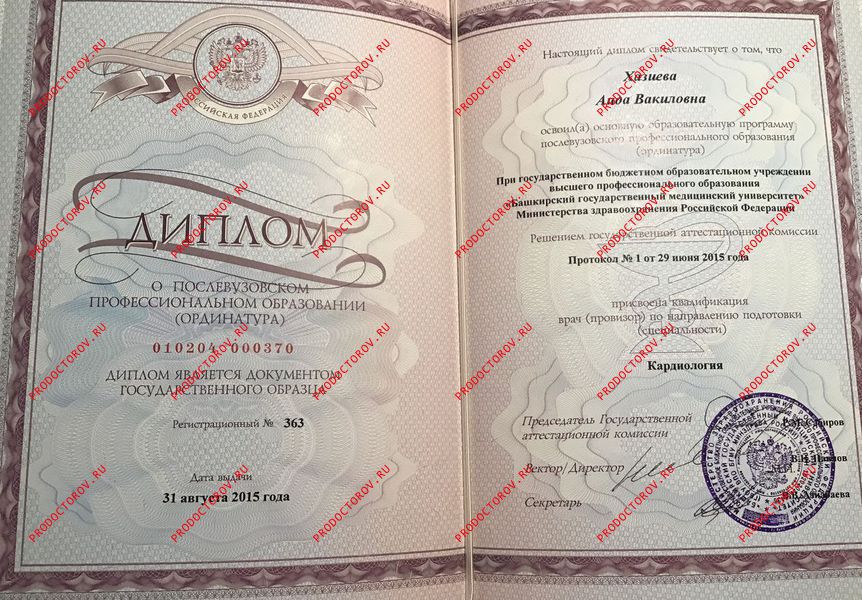 РОССИЙСКАЯ ФЕДЕРАЦИЯ
ДИПЛОМ
О ПОСЛЕВУЗОВСКОМ
ПРОФЕССИОНАЛЬНОМ ОБРАЗОВАНИИ
(ОРДИНАТУРА)
010204 000370
ДИПЛОМ ЯВЛЯЕТСЯ ДОКУМЕНТОМ
ГОСУДАРСТВЕННОГО ОБРАЗЦА
Регистрационный № 363
Дата выдачи
31 августа 2015 года
Настоящий диплом свидетельствует о том, что
Хазиева
Аида Вакиловна
освоил(а) основную образовательную программу
послевузовского профессионального образования
(ординатура)
При государственном бюджетном образовательном учреждении
высшего профессионального образования
«Башкирский государственный медицинский университет»
Министерства здравоохранения Российской Федерации
Решением государственной аттестационной комиссии
Протокол № 1 от 29 июня 2015 года
присвоена квалификация
врач (провизор) по направлению подготовки
(специальности)
Кардиология
Председатель Государственной
аттестационной комиссии
Ректор/Директор
М.П.
Секретарь
PRODOCTOROV.RU